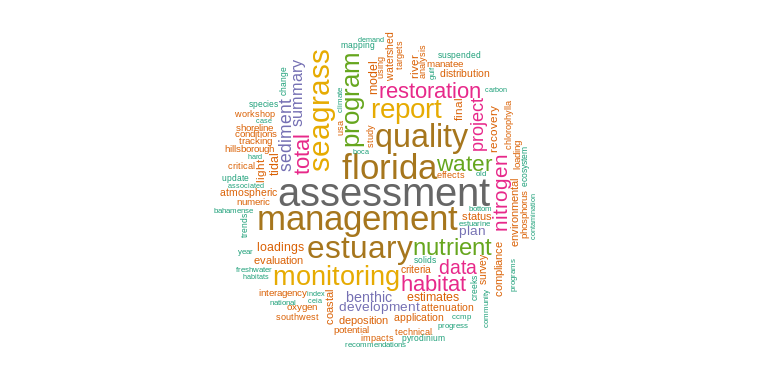 demand
mapping
watershed
targets
using
model
river
analysis
gulf
suspended
manatee
distribution
carbon
restoration
report
program
climate
seagrass
summary
sediment
change
species
workshop
case
shoreline
conditions
tracking
hillsborough
hard
critical
light
tidal
total
usa
study
boca
quality
final
project
recovery
chlorophylla
loading
ecosystem
florida
water
effects
old
nitrogen
environmental
phosphorus
contamination
update
associated
atmospheric
numeric
bahamense
trends
assessment
management
bottom
status
estuarine
plan
estuary
nutrient
year
loadings
evaluation
freshwater
habitats
solids
criteria
data
survey
compliance
monitoring
habitat
creeks
community
programs
interagency
index
national
ceia
oxygen
southwest
coastal
benthic
estimates
development
attenuation
deposition
application
ccmp
progress
potential
technical
impacts
pyrodinium
recommendations